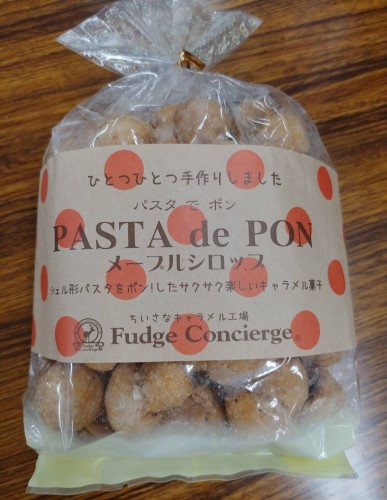 ひとつひとつ手作りしました
パスタ で ポン
PASTA de PON
メープルシロップ
シェル形パスタをポン!したサクサク楽しいキャラメル菓子
ちいさなキャラメル工場
Fudge Concierge®
Fudge
Concierge